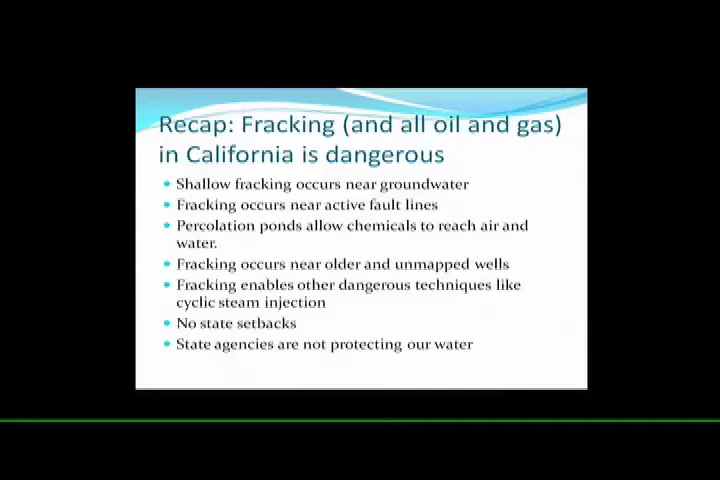 Recap: Fracking (and all oil and gas)
in California is dangerous
Shallow fracking occurs near groundwater
Fracking occurs near active fault lines
Percolation ponds allow chemicals to reach air and
water.
Fracking occurs near older and unmapped wells
Fracking enables other dangerous techniques like
cyclic steam injection
No state setbacks
State agencies are not protecting our water